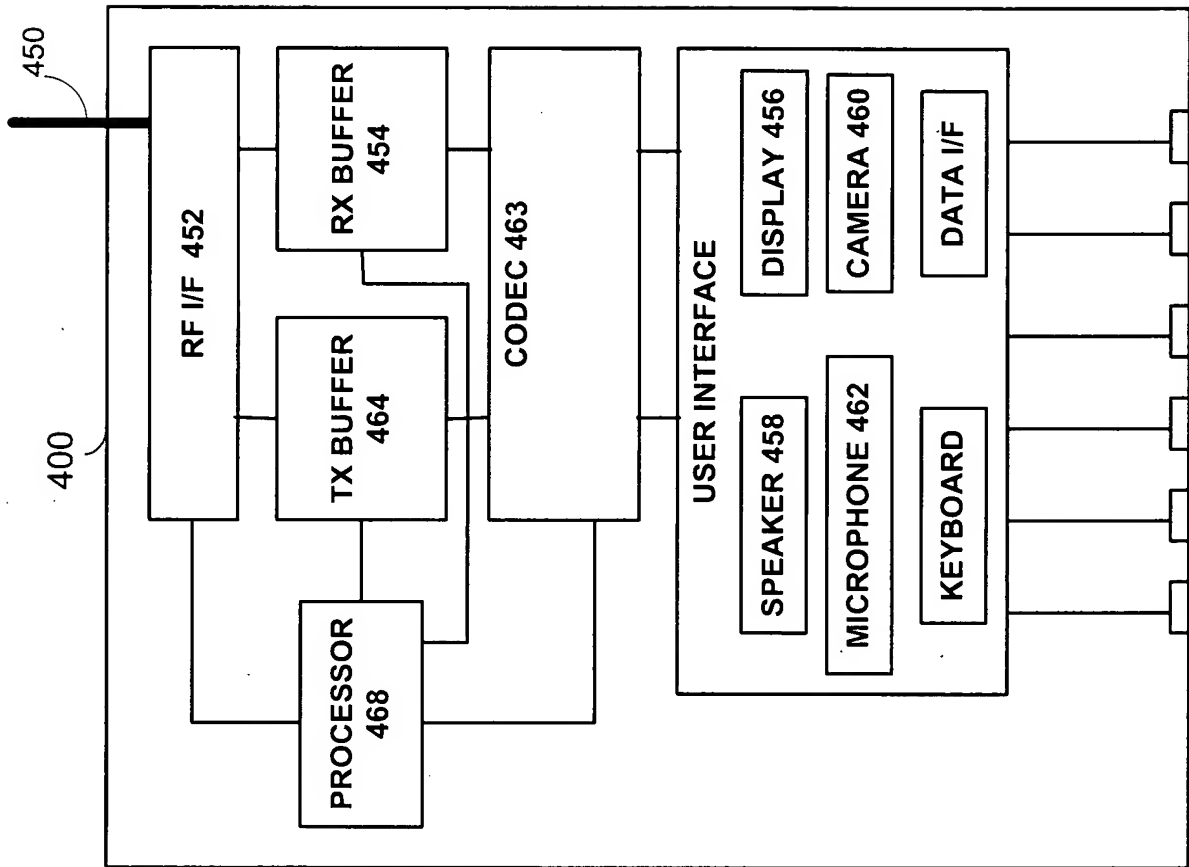 400
450
RF I/F 452
TX BUFFER
464
RX BUFFER
454
PROCESSOR
468
CODEC 463
USER INTERFACE
SPEAKER 458
DISPLAY 456
MICROPHONE 462
CAMERA 460
KEYBOARD
DATA I/F